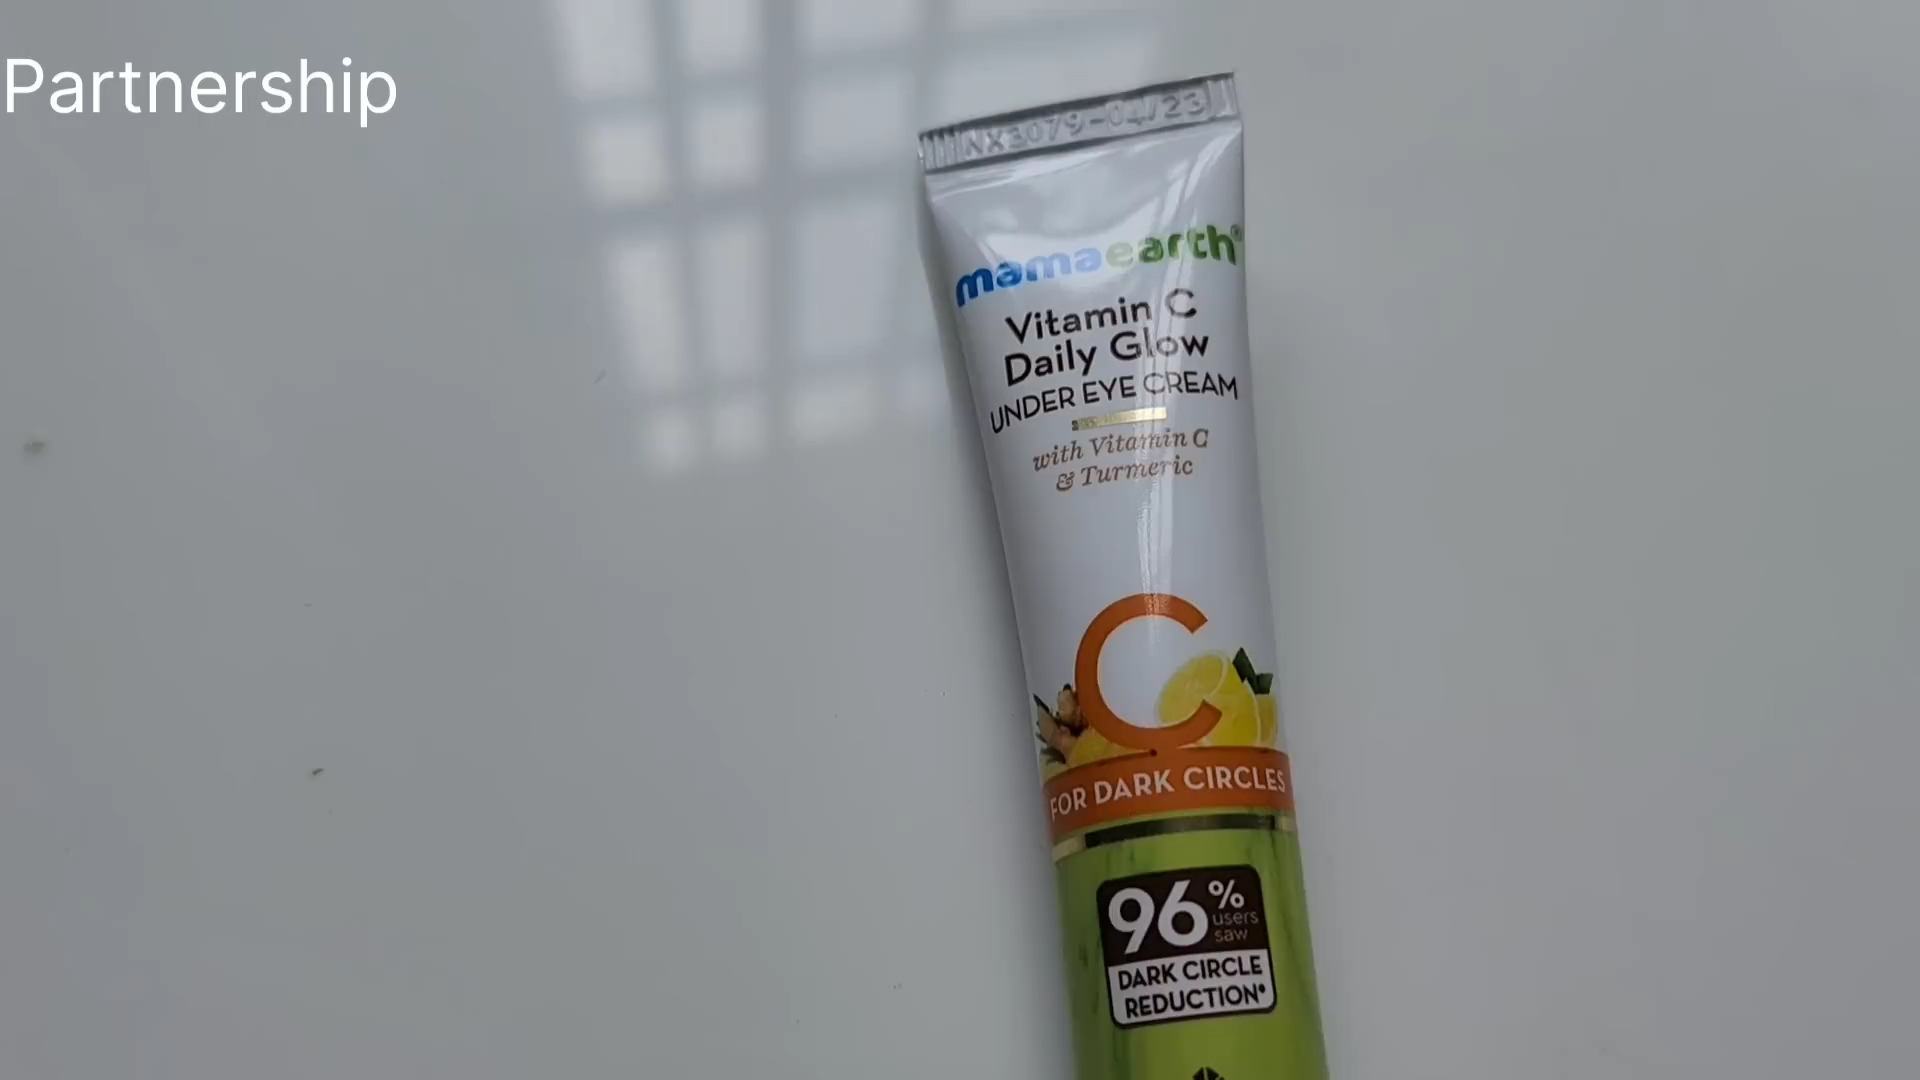 Partnership
NX3079-04/23
mamaearth®
Vitamin C
Daily Glow
UNDER EYE CREAM
with Vitamin C
& Turmeric
C
FOR DARK CIRCLES
96%
users
saw
DARK CIRCLE
REDUCTION*